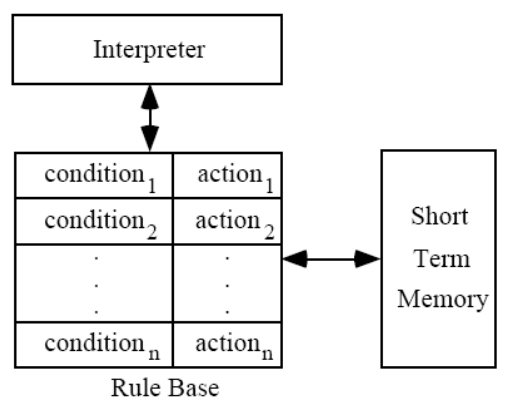 Interpreter
condition₁ action₁
condition₂ action₂
. .
. .
. .
conditionₙ actionₙ
Short
Term
Memory
Rule Base